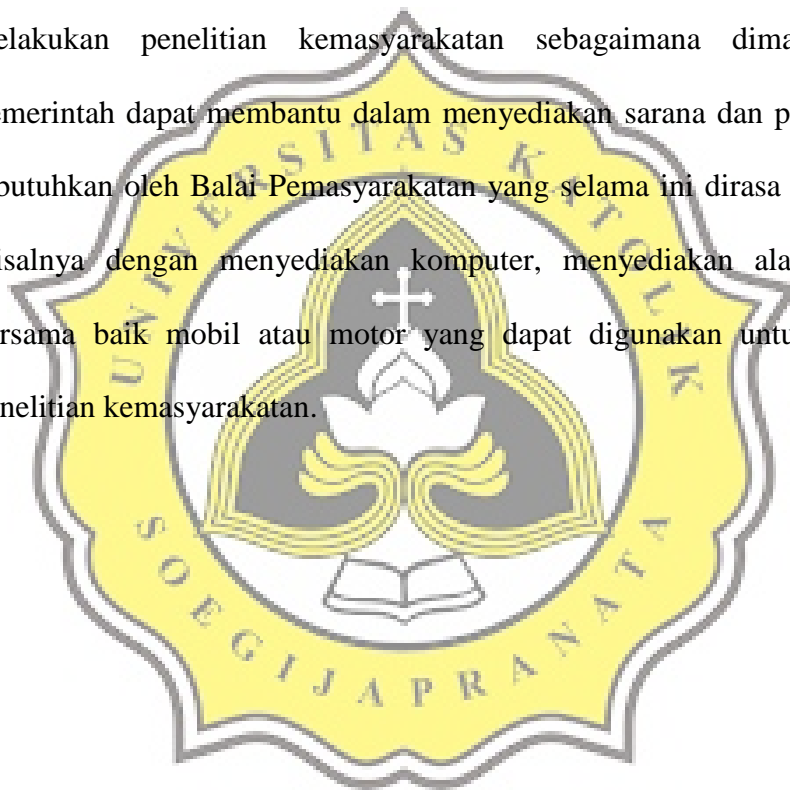 elakukan penelitian kemasyarakatan sebagaimana dima
emerintah dapat membantu dalam menyediakan sarana dan p
butuhkan oleh Balai Pemasyarakatan yang selama ini dirasa
isalnya dengan menyediakan komputer, menyediakan ala
ersama baik mobil atau motor yang dapat digunakan untu
enelitian kemasyarakatan.
UNIVERSITAS KATOLIK
SOEGIJAPRANATA